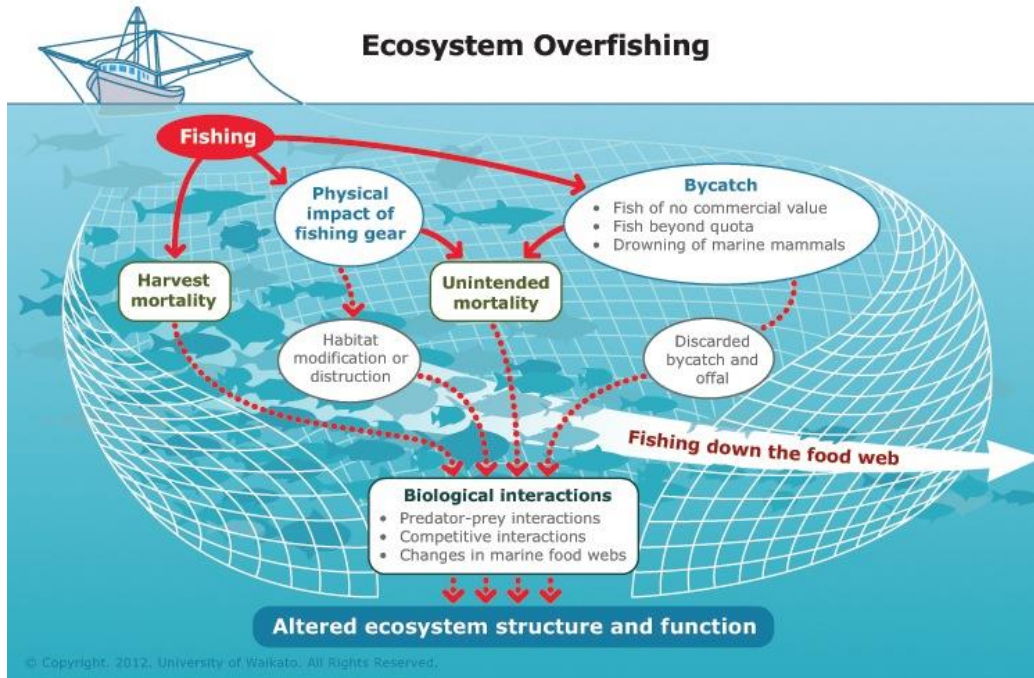 Ecosystem Overfishing
Fishing
Physical
impact of
fishing gear
Bycatch
• Fish of no commercial value
• Fish beyond quota
• Drowning of marine mammals
Harvest
mortality
Unintended
mortality
Habitat
modification or
distruction
Discarded
bycatch and
offal
Fishing down the food web
Biological interactions
• Predator-prey interactions
• Competitive interactions
• Changes in marine food webs
Altered ecosystem structure and function
© Copyright. 2012. University of Waikato. All Rights Reserved.